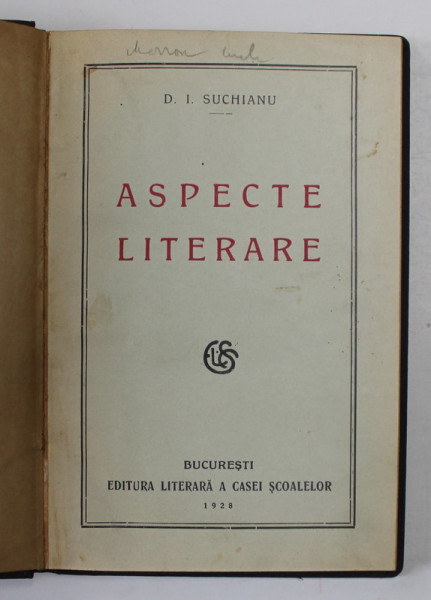 D. I. SUCHIANU
ASPECTE
LITERARE
BUCUREȘTI
EDITURA LITERARĂ A CASEI ȘCOALELOR
1928